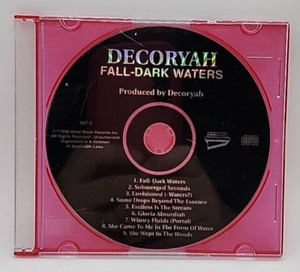 DECORYAH
FALL-DARK WATERS
Produced by Decoryah
1. Fall-Dark Waters
2. Submerged Seconds
3. Envisioned (-Waters?)
4. Some Drops Beyond The Essence
5. Endless Is The Stream
6. Gloria Absurdiah
7. Wintry Fluids (Portal)
8. She Came To Me In The Form Of Water
9. She Wept In The Woods